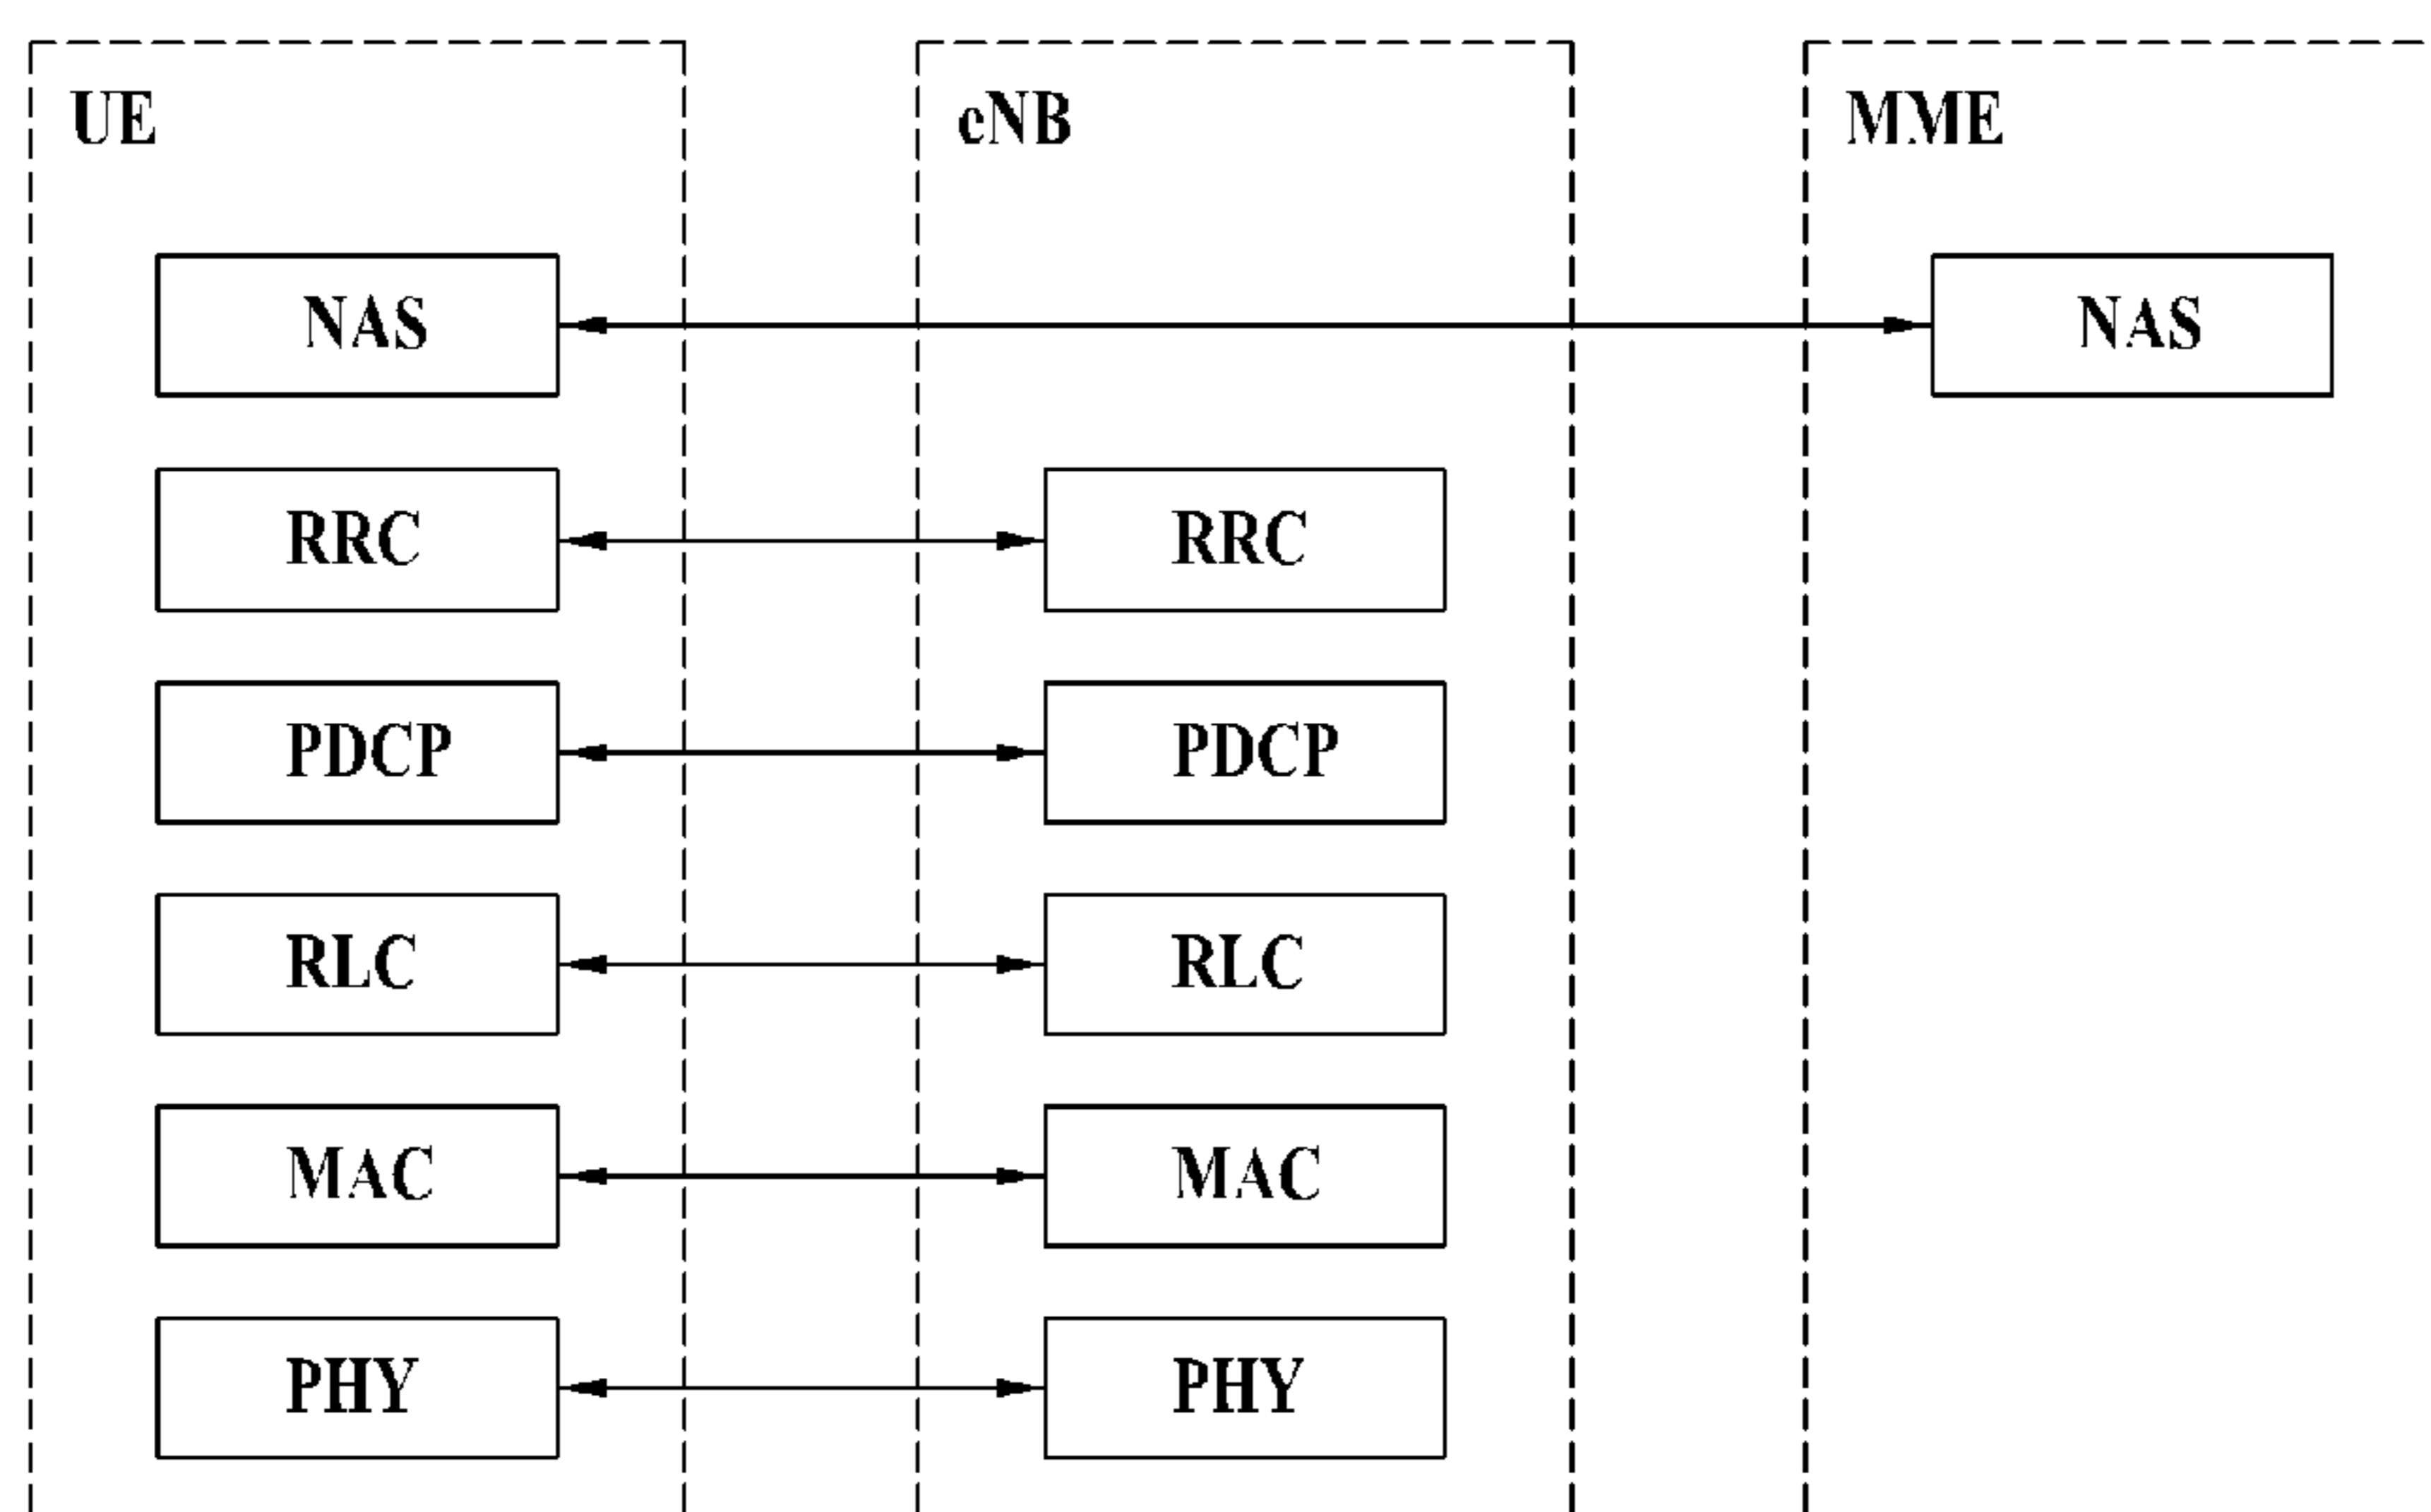 UE
eNB
MME
NAS
NAS
RRC
RRC
PDCP
PDCP
RLC
RLC
MAC
MAC
PHY
PHY